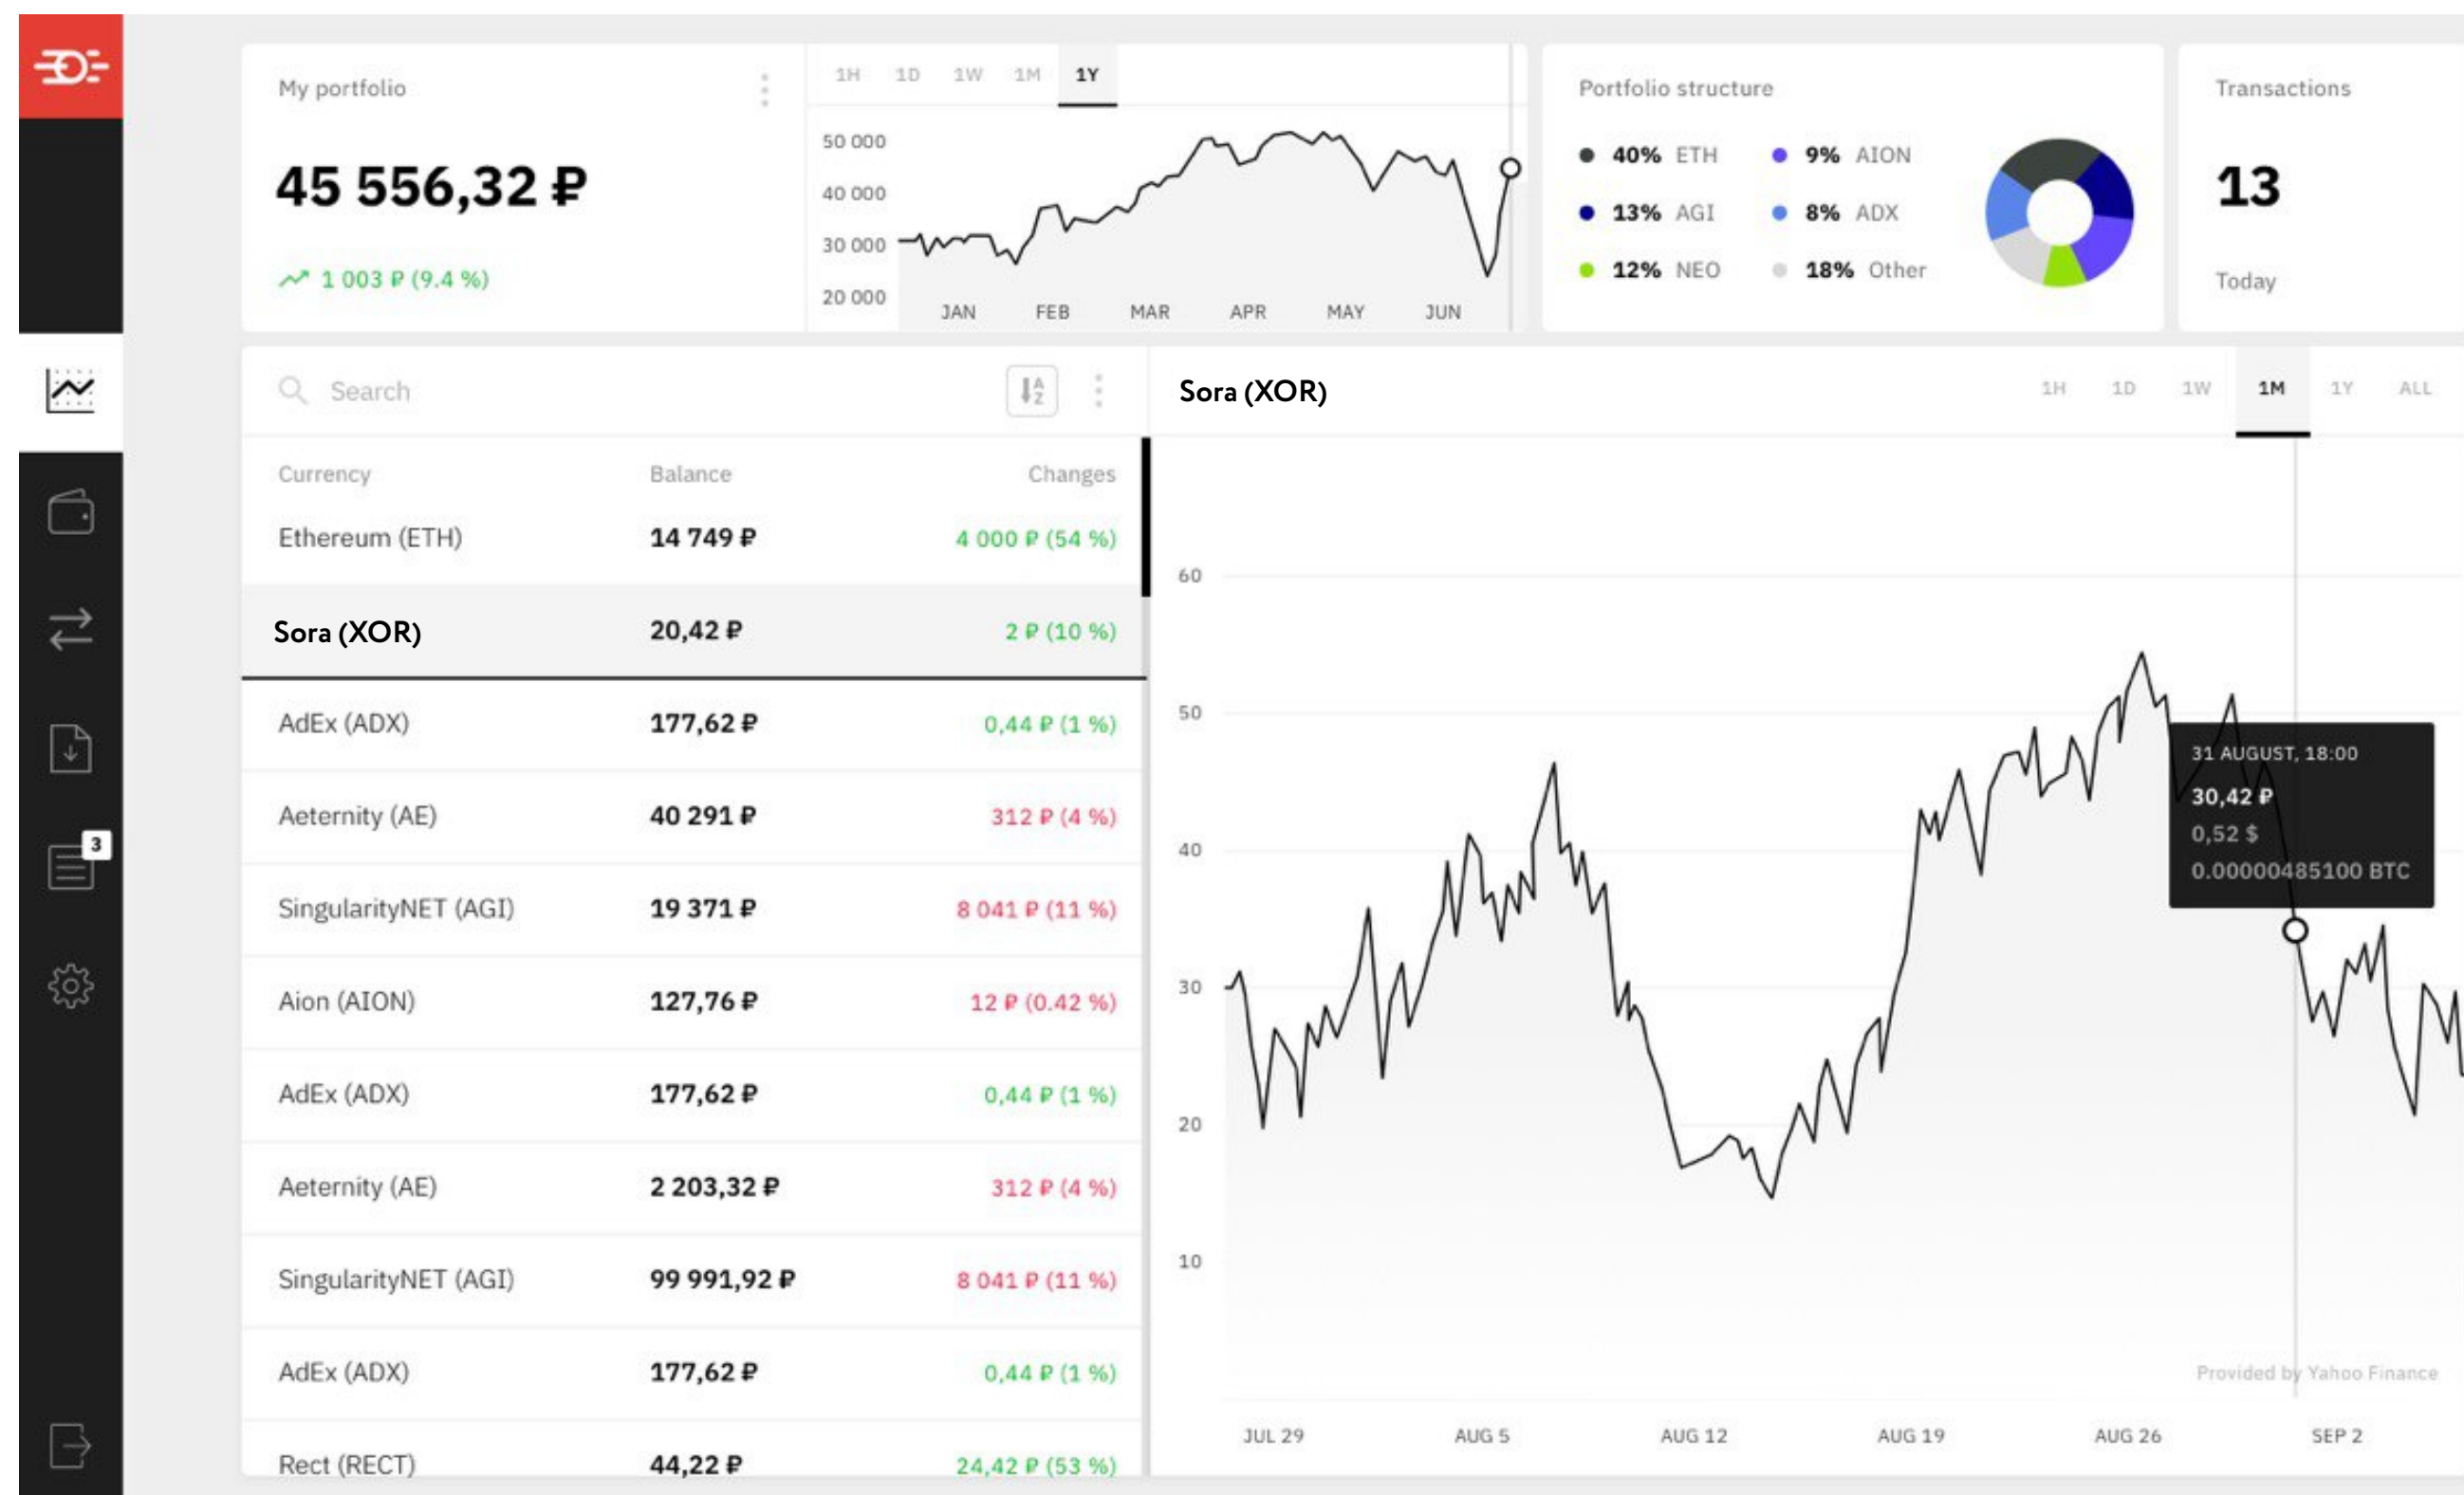 My portfolio
45 556,32 ₽
1 003 ₽ (9.4 %)
1H 1D 1W 1M 1Y
50 000
40 000
30 000
20 000
JAN FEB MAR APR MAY JUN
Portfolio structure
40% ETH 9% AION
13% AGI 8% ADX
12% NEO 18% Other
Transactions
13
Today
3
Search
A
Z
Currency Balance Changes
Ethereum (ETH) 14 749 ₽ 4 000 ₽ (54 %)
Sora (XOR) 20,42 ₽ 2 ₽ (10 %)
AdEx (ADX) 177,62 ₽ 0,44 ₽ (1 %)
Aeternity (AE) 40 291 ₽ 312 ₽ (4 %)
SingularityNET (AGI) 19 371 ₽ 8 041 ₽ (11 %)
Aion (AION) 127,76 ₽ 12 ₽ (0.42 %)
AdEx (ADX) 177,62 ₽ 0,44 ₽ (1 %)
Aeternity (AE) 2 203,32 ₽ 312 ₽ (4 %)
SingularityNET (AGI) 99 991,92 ₽ 8 041 ₽ (11 %)
AdEx (ADX) 177,62 ₽ 0,44 ₽ (1 %)
Rect (RECT) 44,22 ₽ 24,42 ₽ (53 %)
Sora (XOR)
1H 1D 1W 1M 1Y ALL
60
50
40
30
20
10
31 AUGUST, 18:00
30,42 ₽
0,52 $
0.00000485100 BTC
Provided by Yahoo Finance
JUL 29 AUG 5 AUG 12 AUG 19 AUG 26 SEP 2